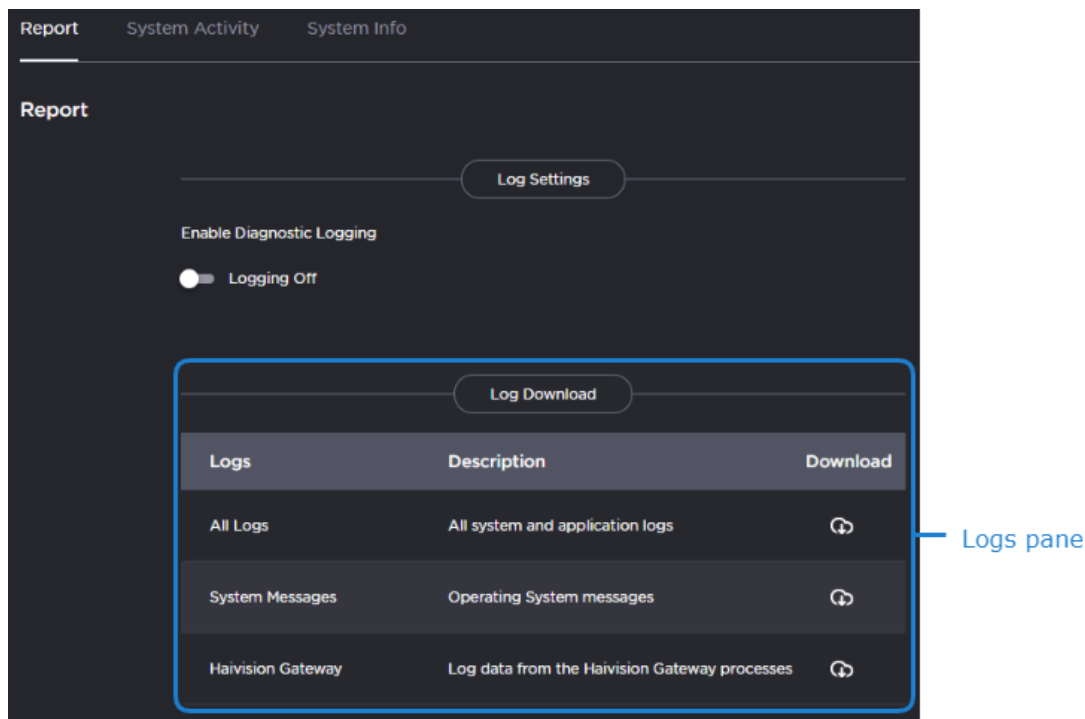 Report System Activity System Info
Report
Log Settings
Enable Diagnostic Logging
Logging Off
Log Download
Logs Description Download
All Logs All system and application logs
Logs pane
System Messages Operating System messages
Haivision Gateway Log data from the Haivision Gateway processes